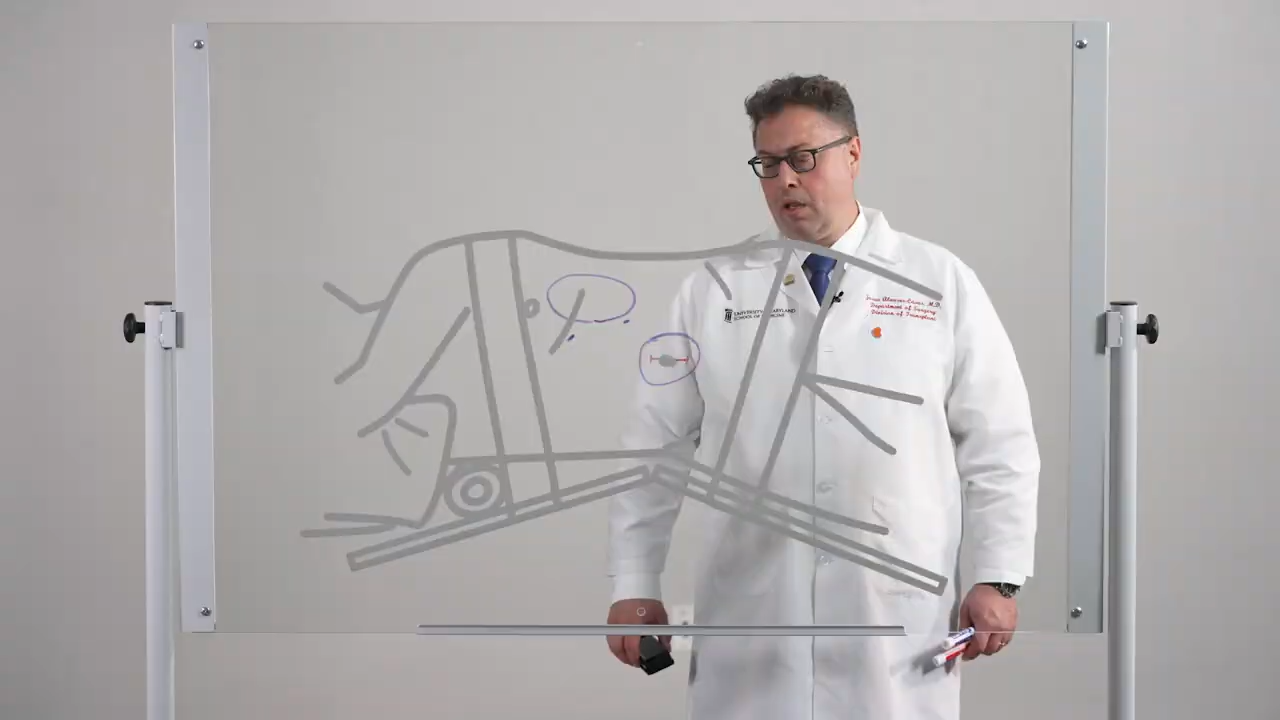 UNIVERSITY of MARYLAND
SCHOOL OF MEDICINE
M.D.
Department of Surgery
Division of Transplant